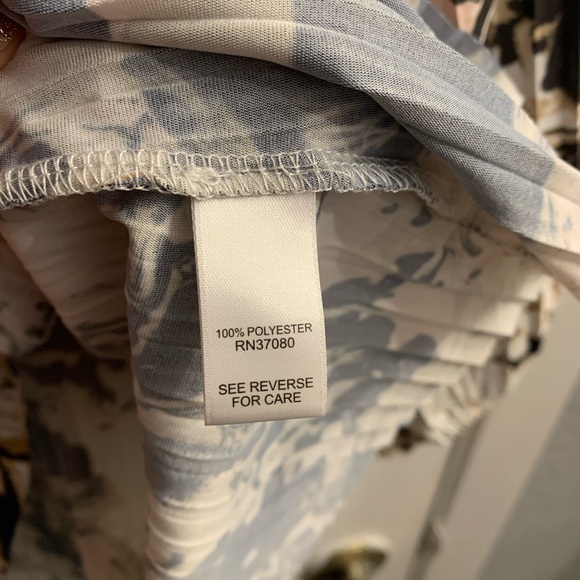 100% POLYESTER
RN37080
SEE REVERSE
FOR CARE